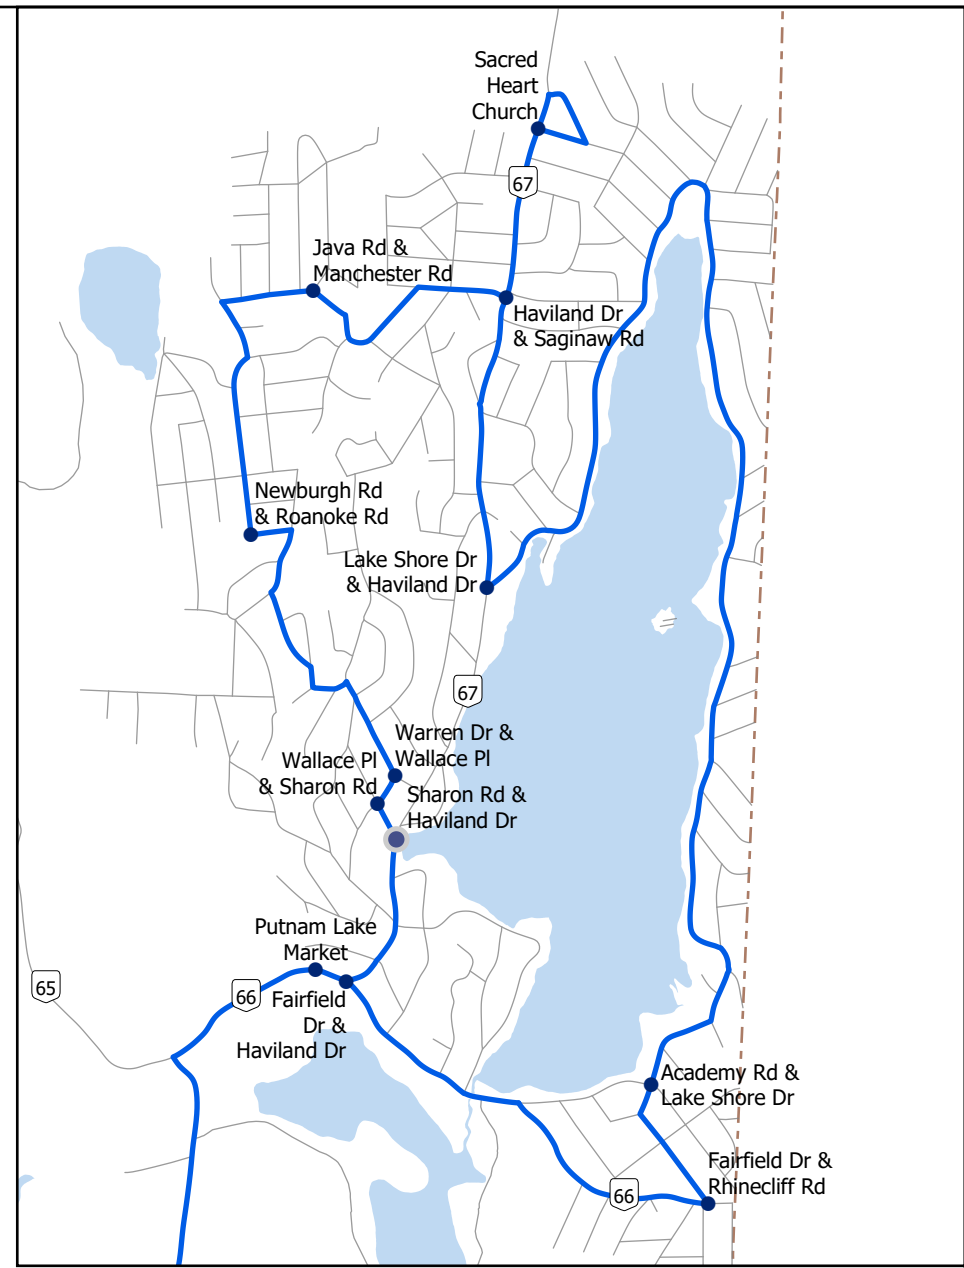 Sacred
Heart
Church
67
Java Rd &
Manchester Rd
Haviland Dr
& Saginaw Rd
Newburgh Rd
& Roanoke Rd
Lake Shore Dr
& Haviland Dr
67
Warren Dr &
Wallace Pl
Wallace Pl
& Sharon Rd
Sharon Rd &
Haviland Dr
Putnam Lake
Market
65
66
Fairfield
Dr &
Haviland Dr
Academy Rd &
Lake Shore Dr
Fairfield Dr &
Rhinecliff Rd
66